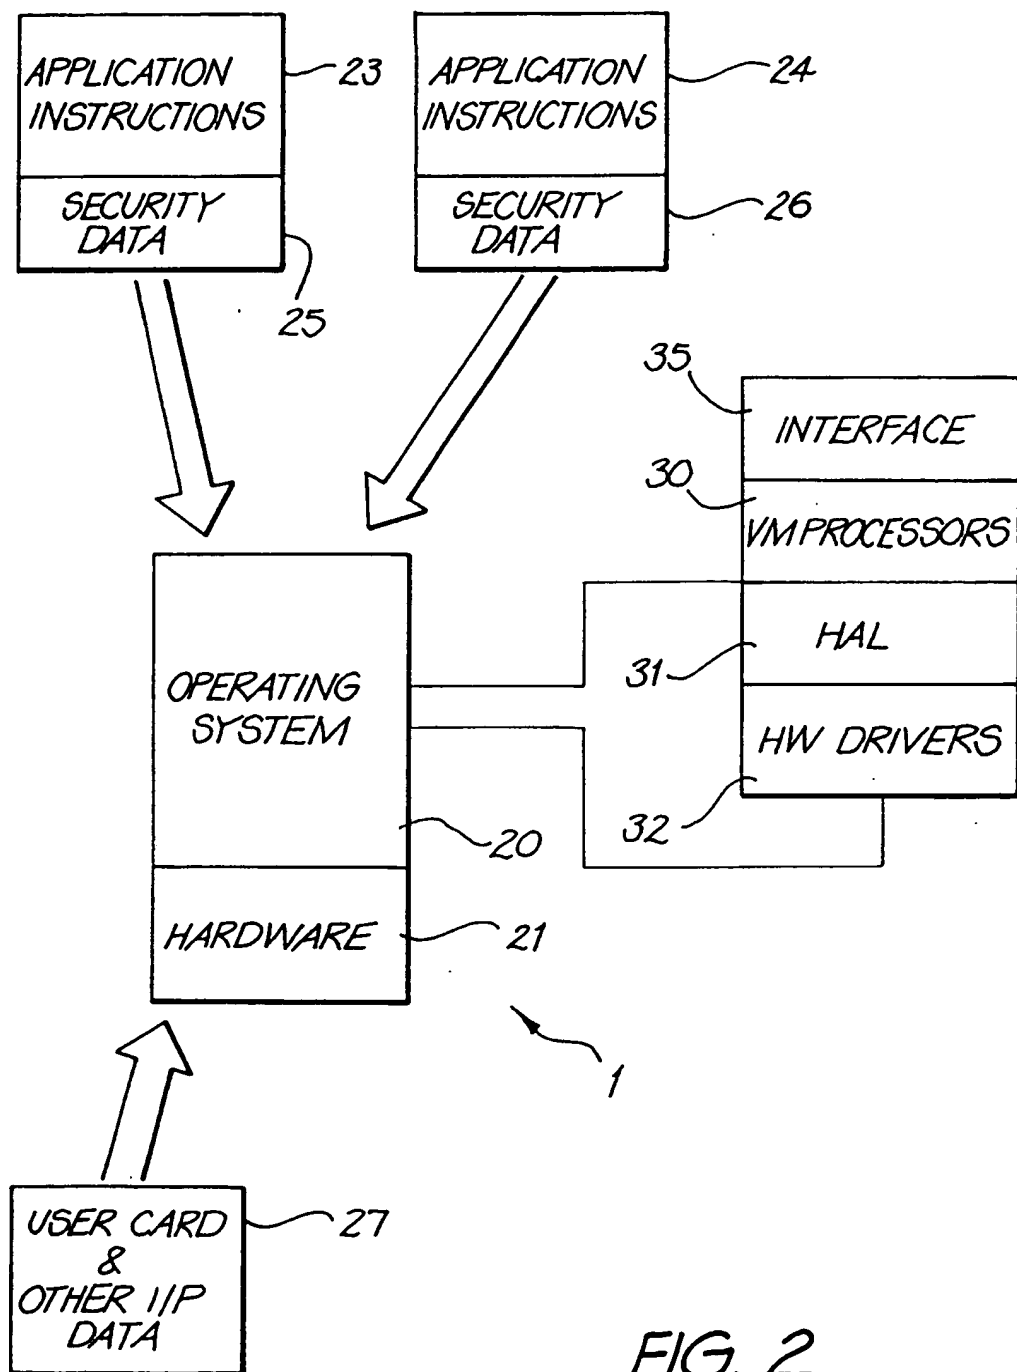 APPLICATION
INSTRUCTIONS
23
SECURITY
DATA
25
APPLICATION
INSTRUCTIONS
24
SECURITY
DATA
26
35
INTERFACE
30
VM PROCESSORS
HAL
31
HW DRIVERS
32
OPERATING
SYSTEM
20
HARDWARE
21
1
USER CARD
&
OTHER I/P
DATA
27
FIG. 2